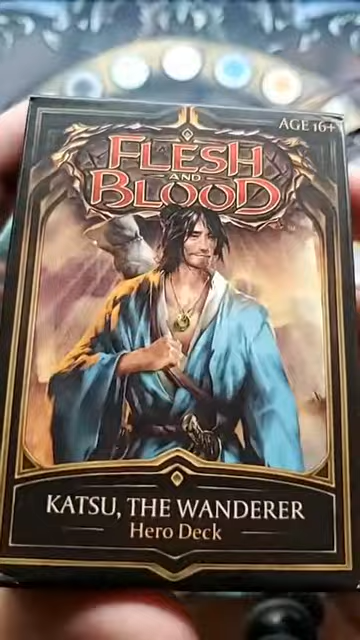 AGE 16+
FLESH
AND
BLOOD
KATSU, THE WANDERER
Hero Deck